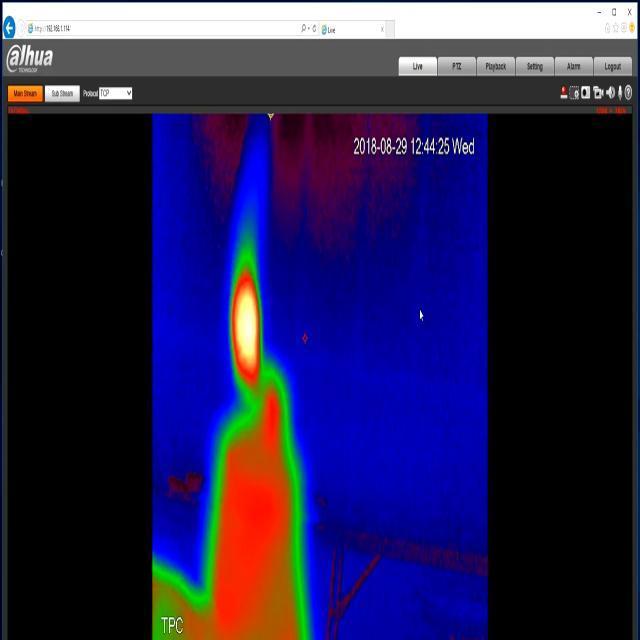 http://192.168.1.114/
Live
alhua
TECHNOLOGY
Live
PTZ
Playback
Setting
Alarm
Logout
Main Stream
Sub Stream
Protocol
TCP
2018-08-29 12:44:25 Wed
TPC